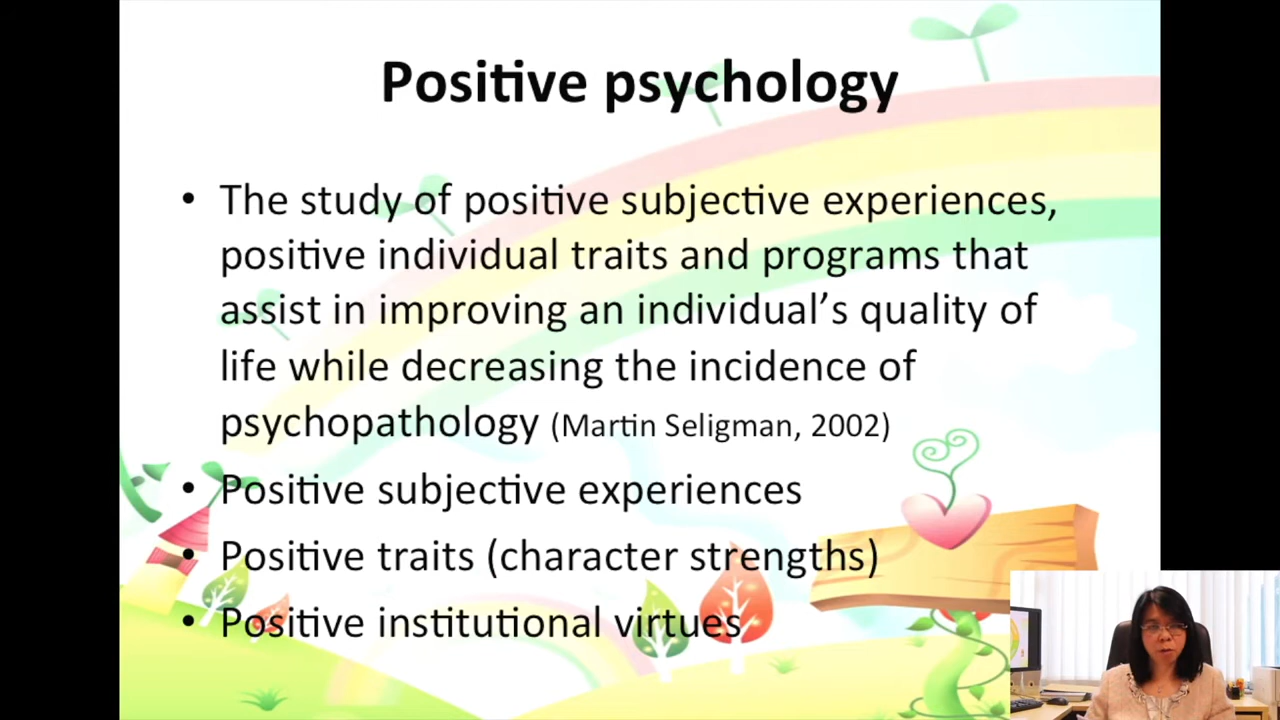 Positive psychology
• The study of positive subjective experiences,
positive individual traits and programs that
assist in improving an individual’s quality of
life while decreasing the incidence of
psychopathology (Martin Seligman, 2002)
• Positive subjective experiences
• Positive traits (character strengths)
• Positive institutional virtues